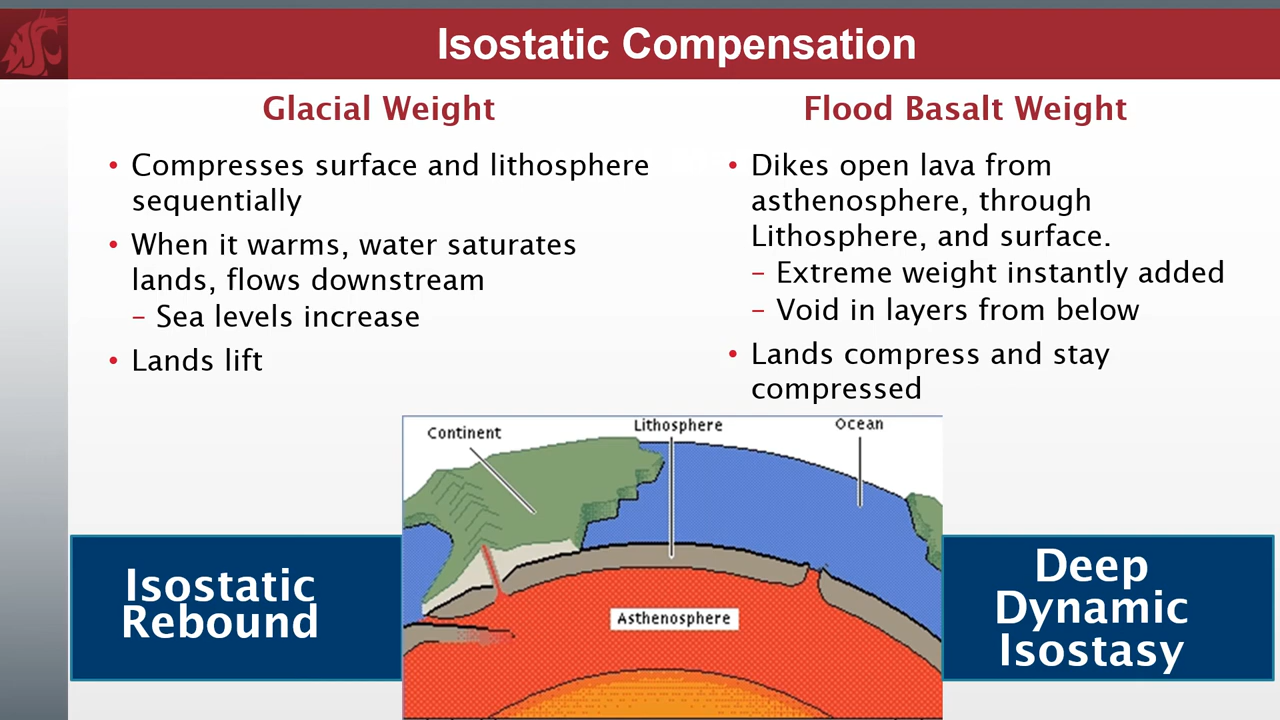 Isostatic Compensation
Glacial Weight
• Compresses surface and lithosphere
sequentially
• When it warms, water saturates
lands, flows downstream
– Sea levels increase
• Lands lift
Flood Basalt Weight
• Dikes open lava from
asthenosphere, through
Lithosphere, and surface.
– Extreme weight instantly added
– Void in layers from below
• Lands compress and stay
compressed
Continent
Lithosphere
Ocean
Asthenosphere
Isostatic
Rebound
Deep
Dynamic
Isostasy